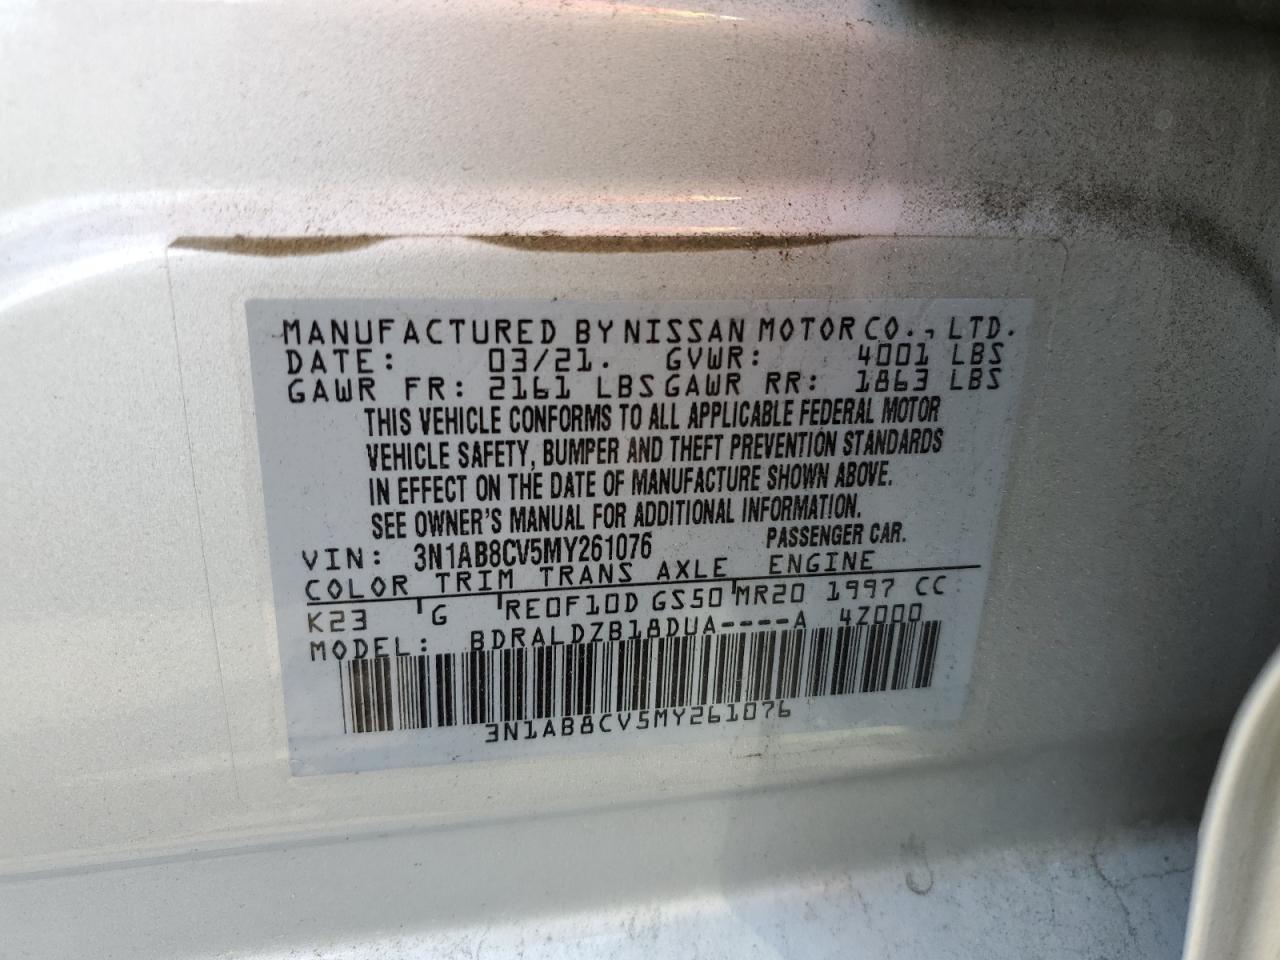 MANUFACTURED BY NISSAN MOTOR CO., LTD.
DATE: 03/21. GVWR: 4001 LBS
GAWR FR: 2161 LBS GAWR RR: 1863 LBS
THIS VEHICLE CONFORMS TO ALL APPLICABLE FEDERAL MOTOR
VEHICLE SAFETY, BUMPER AND THEFT PREVENTION STANDARDS
IN EFFECT ON THE DATE OF MANUFACTURE SHOWN ABOVE.
SEE OWNER'S MANUAL FOR ADDITIONAL INFORMATION.
VIN: 3N1AB8CV5MY261076 PASSENGER CAR.
COLOR TRIM TRANS AXLE ENGINE
K23 G RE0F10D GS50 MR20 1997 CC
MODEL: BDRALDZB18DUA----A 4Z000
3N1AB8CV5MY261076